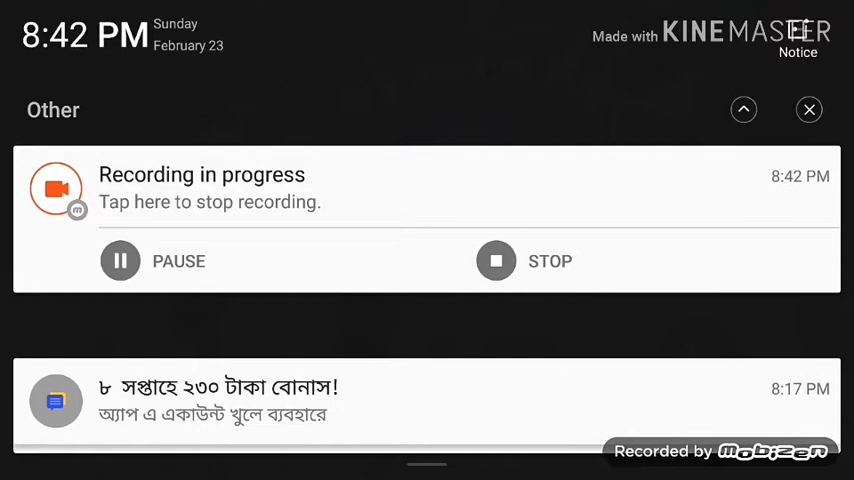 8:42 PM
Sunday
February 23
Made with KINEMASTER
Notice
Other
Recording in progress
8:42 PM
Tap here to stop recording.
PAUSE
STOP
৮ সপ্তাহে ২৩০ টাকা বোনাস!
8:17 PM
অ্যাপ এ একাউন্ট খুলে ব্যবহারে
Recorded by mobizen